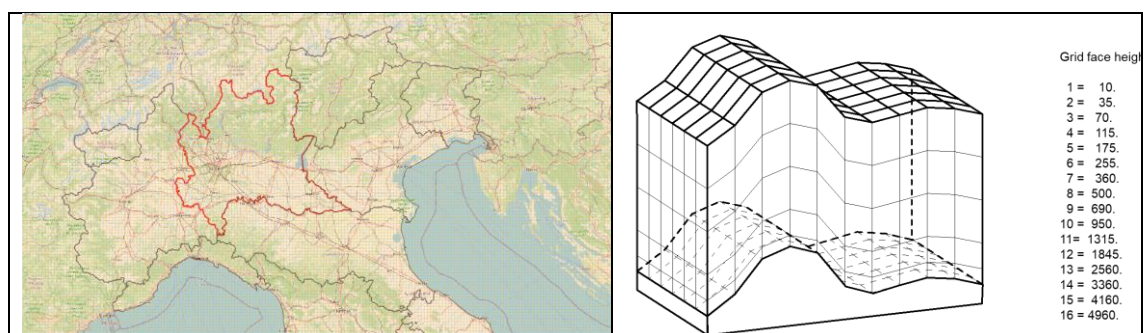 Grid face heigh
1 = 10.
2 = 35.
3 = 70.
4 = 115.
5 = 175.
6 = 255.
7 = 360.
8 = 500.
9 = 690.
10 = 950.
11= 1315.
12 = 1845.
13 = 2560.
14 = 3360.
15 = 4160.
16 = 4960.